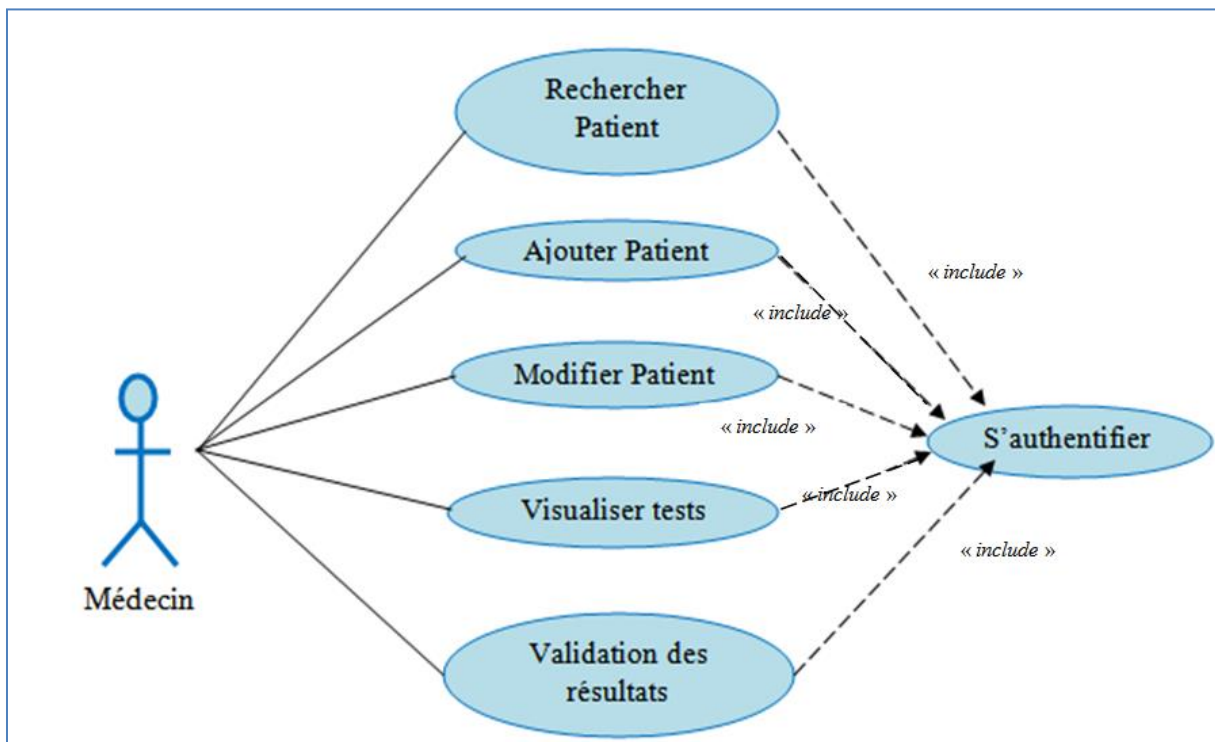 Rechercher
Patient
Ajouter Patient
« include »
« include »
Modifier Patient
« include »
S'authentifier
Visualiser tests
« include »
« include »
Médecin
Validation des
résultats